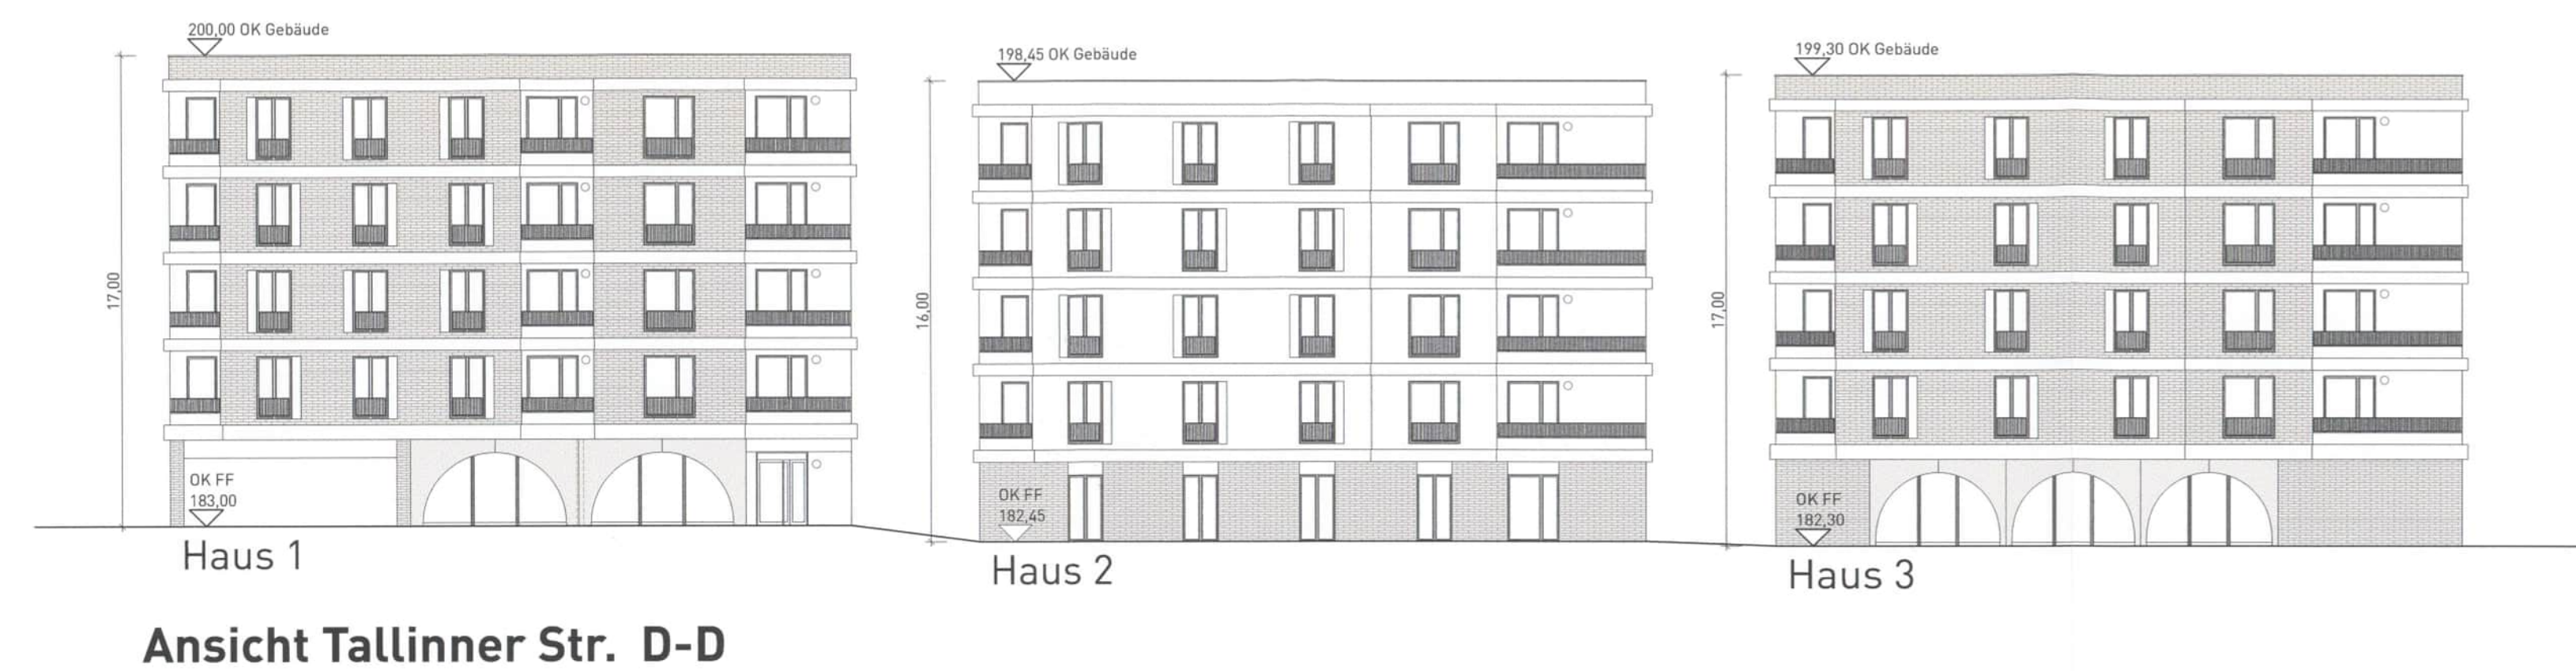 200,00 OK Gebäude
17,00
OK FF
183,00
Haus 1
198,45 OK Gebäude
16,00
OK FF
182,45
Haus 2
199,30 OK Gebäude
17,00
OK FF
182,30
Haus 3
Ansicht Tallinner Str. D-D